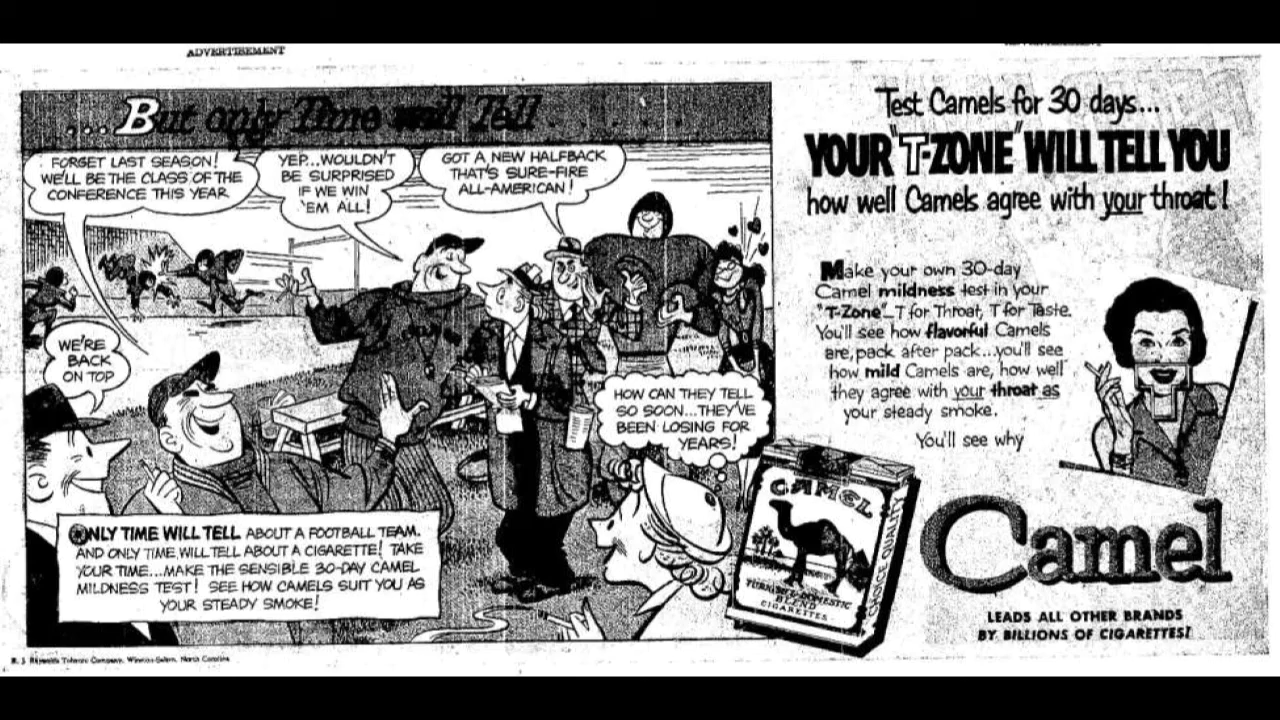 ADVERTISEMENT
...But only Time will Tell
FORGET LAST SEASON!
WE'LL BE THE CLASS OF THE
CONFERENCE THIS YEAR
YEP...WOULDN'T
BE SURPRISED
IF WE WIN
'EM ALL!
GOT A NEW HALFBACK
THAT'S SURE-FIRE
ALL-AMERICAN!
WE'RE
BACK
ON TOP
HOW CAN THEY TELL
SO SOON...THEY'VE
BEEN LOSING FOR
YEARS!
ONLY TIME WILL TELL ABOUT A FOOTBALL TEAM.
AND ONLY TIME WILL TELL ABOUT A CIGARETTE! TAKE
YOUR TIME...MAKE THE SENSIBLE 30-DAY CAMEL
MILDNESS TEST! SEE HOW CAMELS SUIT YOU AS
YOUR STEADY SMOKE!
R. J. Reynolds Tobacco Company, Winston-Salem, North Carolina
Test Camels for 30 days...
YOUR "T-ZONE" WILL TELL YOU
how well Camels agree with your throat!
Make your own 30-day
Camel mildness test in your
"T-Zone"_T for Throat, T for Taste.
You'll see how flavorful Camels
are, pack after pack...you'll see
how mild Camels are, how well
they agree with your throat as
your steady smoke.
You'll see why
CAMEL
TURKISH & DOMESTIC
BLEND
CIGARETTES
CHOICE QUALITY
Camel
LEADS ALL OTHER BRANDS
BY BILLIONS OF CIGARETTES!